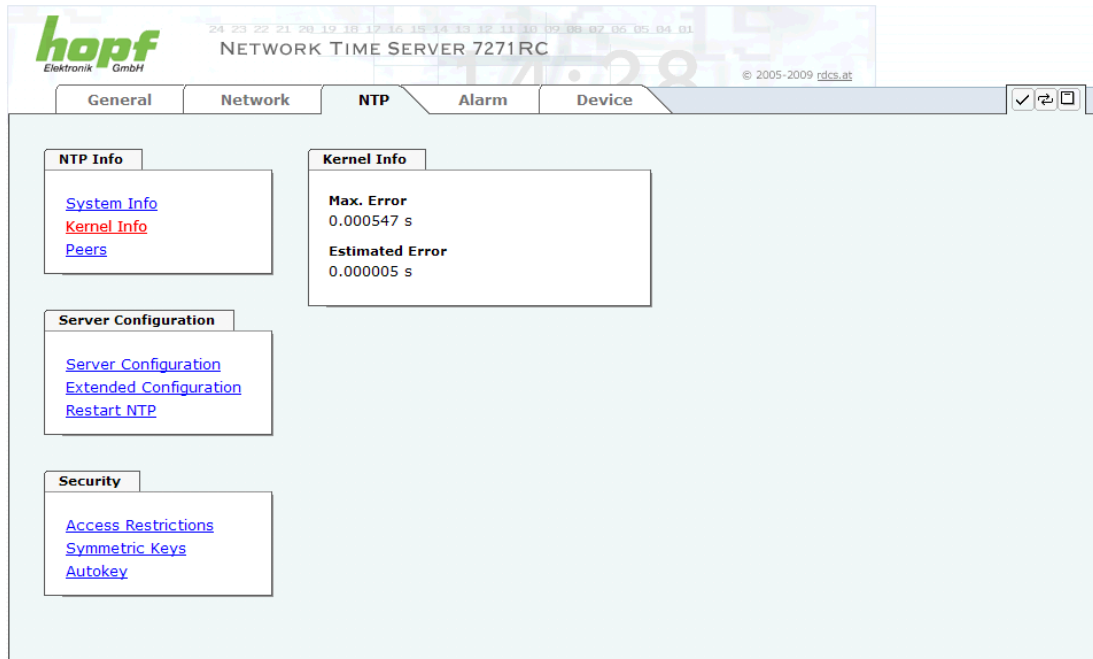 24 23 22 21 20 19 18 17 16 15 14 13 12 11 10 09 08 07 06 05 04 01
hopf
Elektronik GmbH
NETWORK TIME SERVER 7271RC
14:28
© 2005-2009 rdcs.at
General Network NTP Alarm Device
NTP Info
System Info
Kernel Info
Peers
Kernel Info
Max. Error
0.000547 s
Estimated Error
0.000005 s
Server Configuration
Server Configuration
Extended Configuration
Restart NTP
Security
Access Restrictions
Symmetric Keys
Autokey